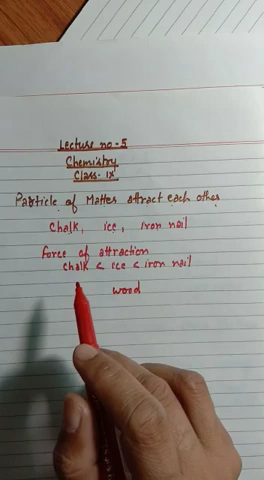 Lecture no-5
Chemistry
Class-IX
Particle of Matter attract each other
Chalk, ice, iron nail
Force of attraction
Chalk < ice < iron nail
wood